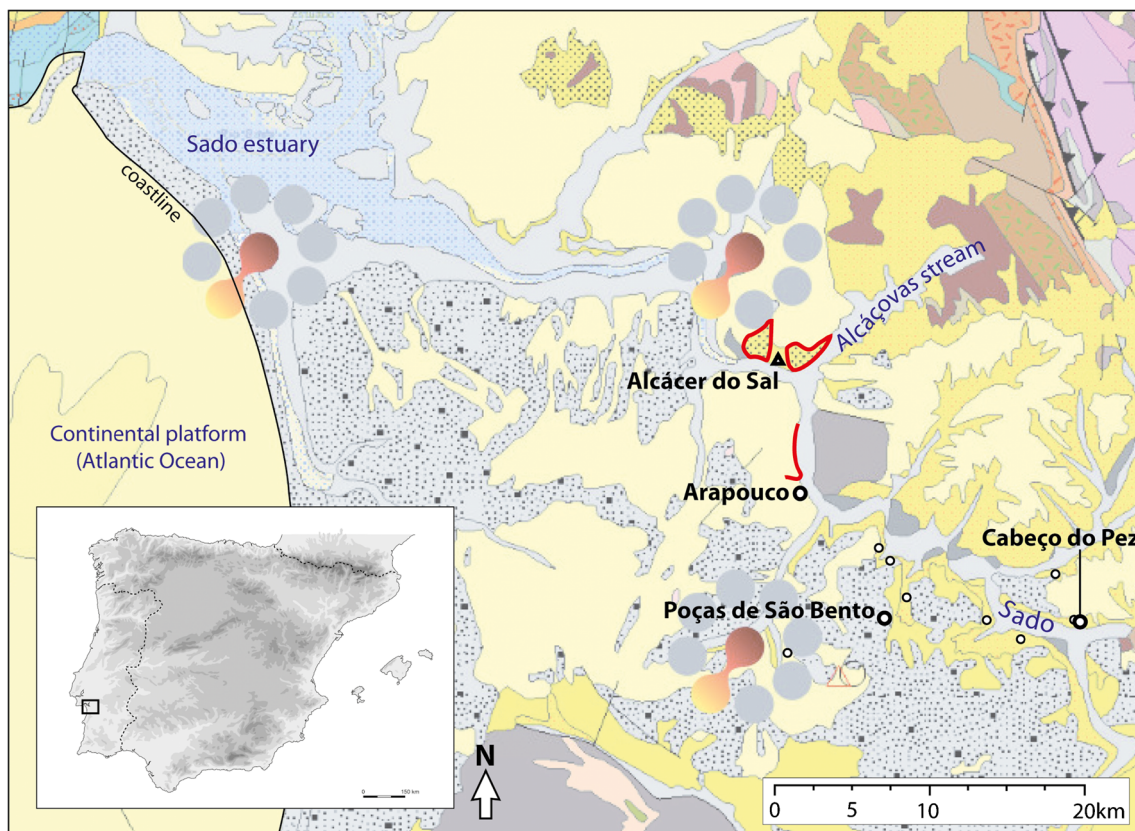 Sado estuary
coastline
Alcáçovas stream
Alcácer do Sal
Continental platform
(Atlantic Ocean)
Arapouco
Cabeço do Pez
Poças de São Bento
Sado
N
0 150 km
0 5 10 20km